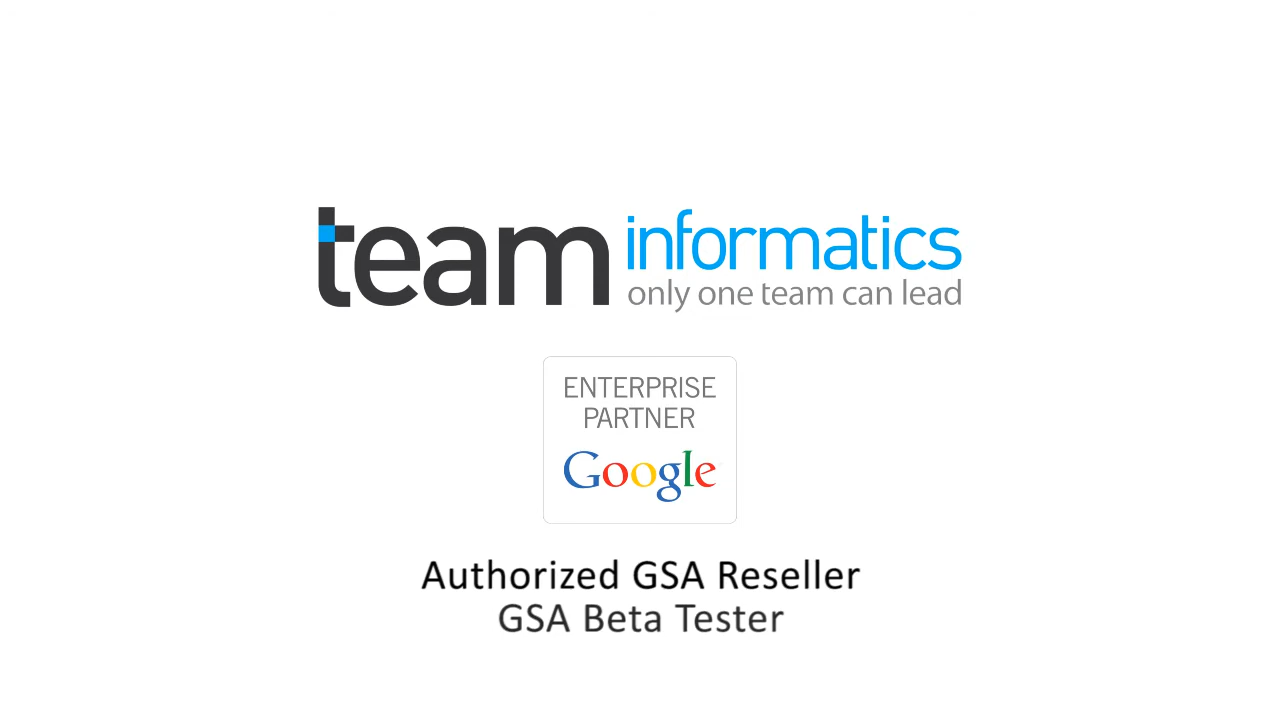 team informatics
only one team can lead
ENTERPRISE
PARTNER
Google
Authorized GSA Reseller
GSA Beta Tester